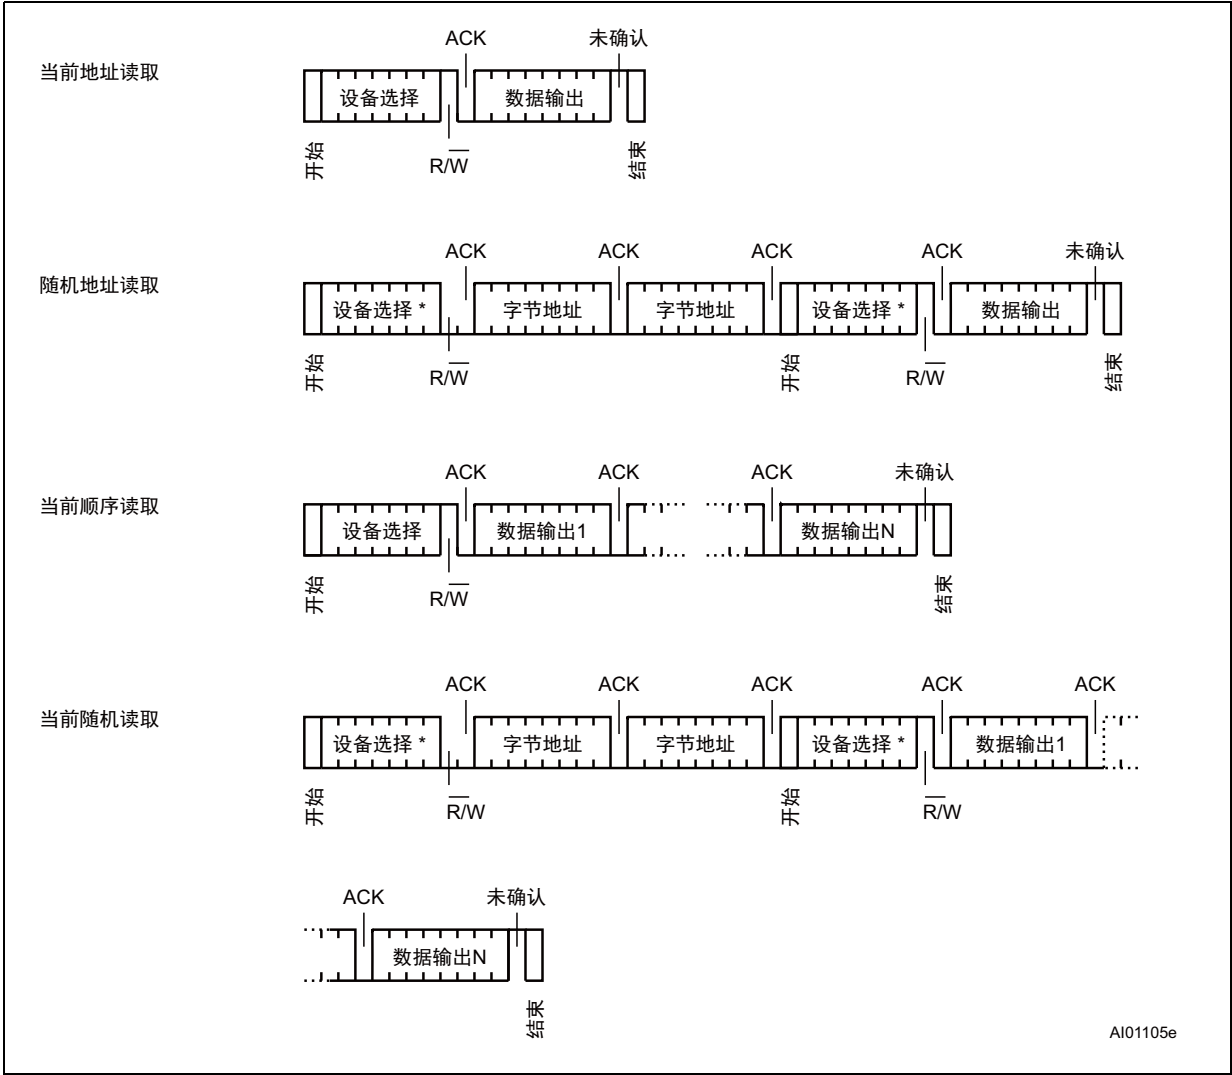 ACK 未确认
当前地址读取
设备选择 数据输出
开始 R/W 结束
ACK ACK ACK ACK 未确认
随机地址读取
设备选择 * 字节地址 字节地址 设备选择 * 数据输出
开始 R/W 开始 R/W 结束
ACK ACK ACK 未确认
当前顺序读取
设备选择 数据输出1 数据输出N
开始 R/W 结束
ACK ACK ACK ACK ACK
当前随机读取
设备选择 * 字节地址 字节地址 设备选择 * 数据输出1
开始 R/W 开始 R/W
ACK 未确认
数据输出N
结束
AI01105e